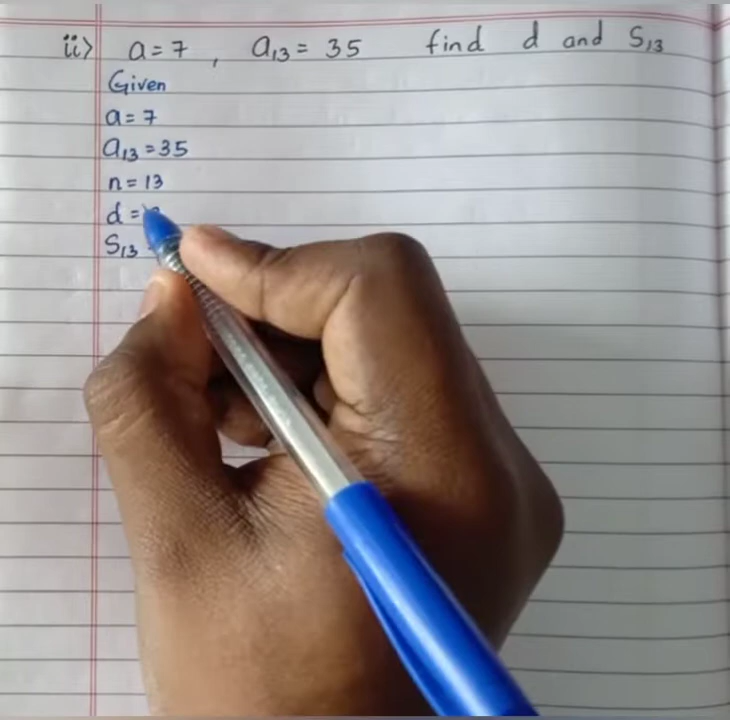 ii> a = 7 , a₁₃ = 35 find d and S₁₃
Given
a = 7
a₁₃ = 35
n = 13
d =
S₁₃